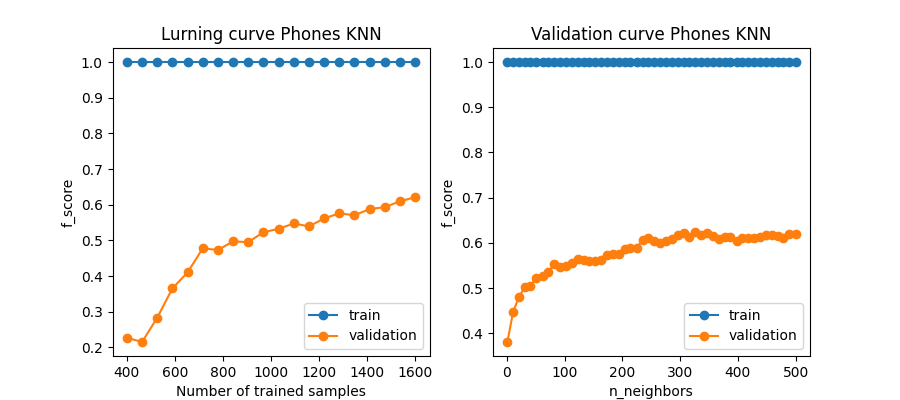 Lurning curve Phones KNN
1.0
0.9
0.8
0.7
0.6
0.5
0.4
0.3
0.2
f_score
train
validation
400 600 800 1000 1200 1400 1600
Number of trained samples
Validation curve Phones KNN
1.0
0.9
0.8
0.7
0.6
0.5
0.4
f_score
train
validation
0 100 200 300 400 500
n_neighbors